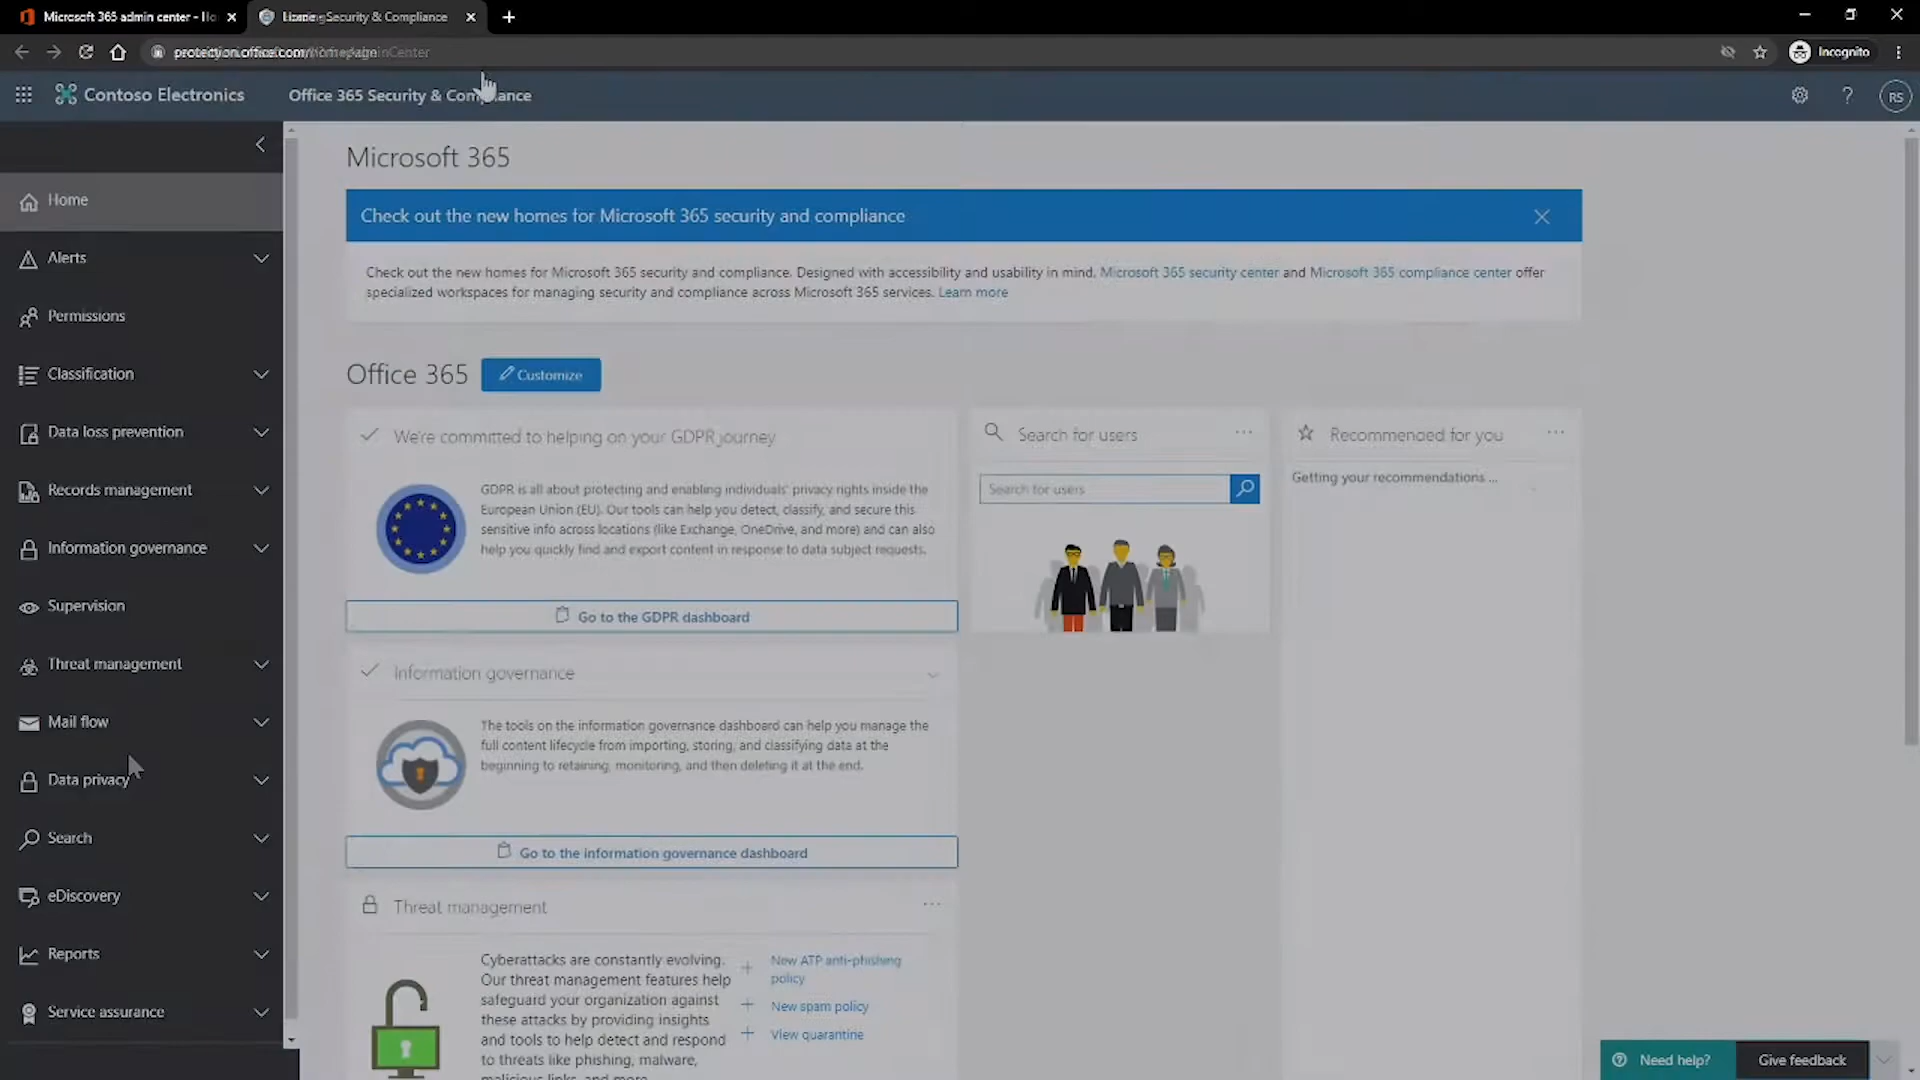 Microsoft 365 admin center - Ho
Security & Compliance
protection.office.com/
Incognito
Contoso Electronics
Office 365 Security & Compliance
RS
Home
Alerts
Permissions
Classification
Data loss prevention
Records management
Information governance
Supervision
Threat management
Mail flow
Data privacy
Search
eDiscovery
Reports
Service assurance
Microsoft 365
Check out the new homes for Microsoft 365 security and compliance
Check out the new homes for Microsoft 365 security and compliance. Designed with accessibility and usability in mind, Microsoft 365 security center and Microsoft 365 compliance center offer
specialized workspaces for managing security and compliance across Microsoft 365 services. Learn more
Office 365
Customize
We're committed to helping on your GDPR journey
GDPR is all about protecting and enabling individuals' privacy rights inside the
European Union (EU). Our tools can help you detect, classify, and secure this
sensitive info across locations (like Exchange, OneDrive, and more) and can also
help you quickly find and export content in response to data subject requests.
Go to the GDPR dashboard
Information governance
The tools on the information governance dashboard can help you manage the
full content lifecycle from importing, storing, and classifying data at the
beginning to retaining, monitoring, and then deleting it at the end.
Go to the information governance dashboard
Threat management
Cyberattacks are constantly evolving.
Our threat management features help
safeguard your organization against
these attacks by providing insights
and tools to help detect and respond
to threats like phishing, malware,
malicious links, and more.
New ATP anti-phishing
policy
New spam policy
View quarantine
Search for users
Search for users
Recommended for you
Getting your recommendations ...
Need help?
Give feedback